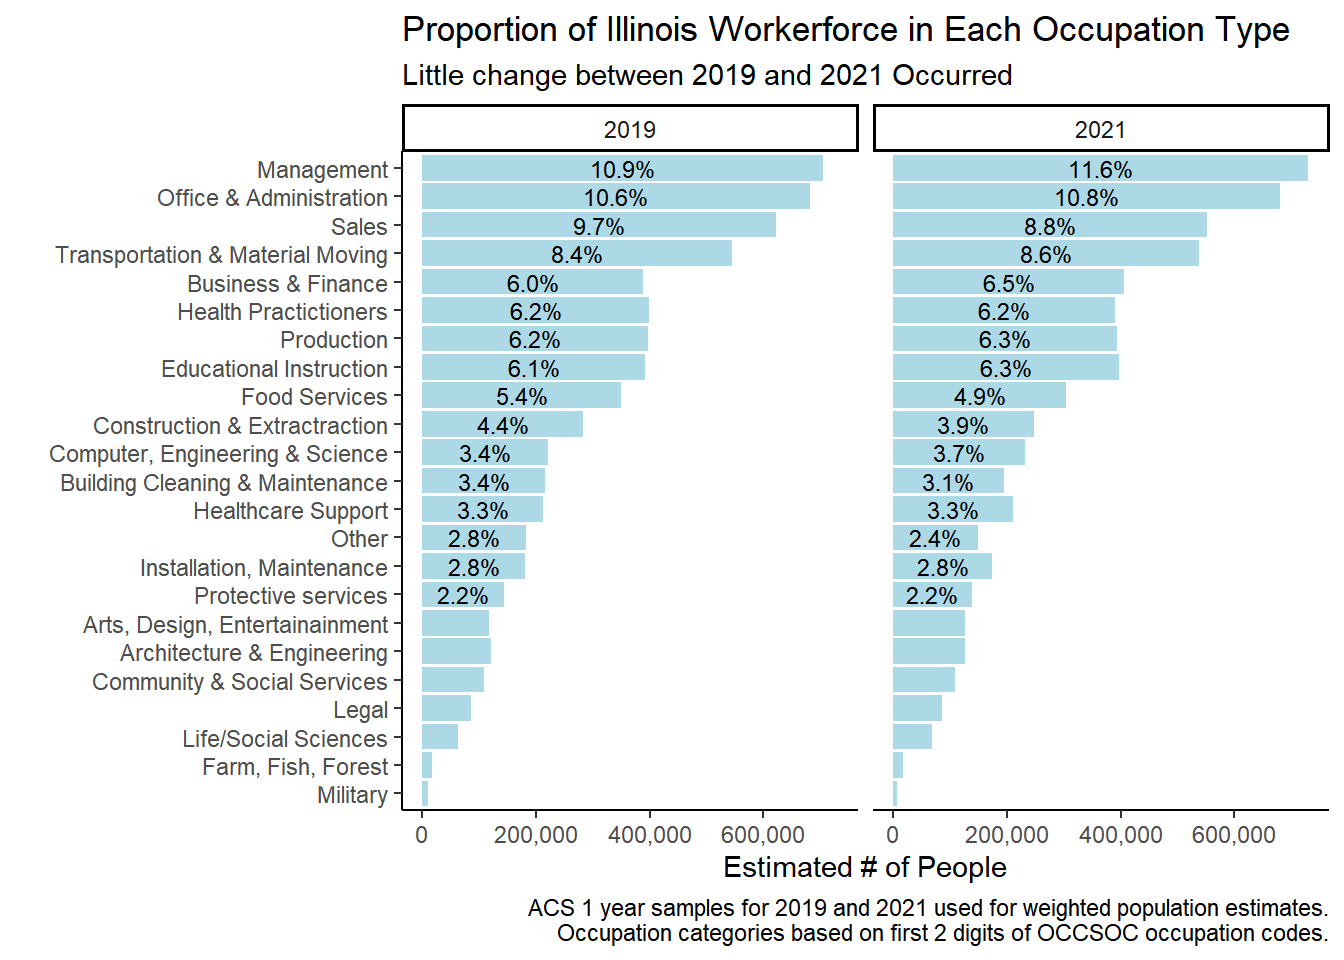 Proportion of Illinois Workerforce in Each Occupation Type
Little change between 2019 and 2021 Occurred
2019
2021
Management 10.9% 11.6%
Office & Administration 10.6% 10.8%
Sales 9.7% 8.8%
Transportation & Material Moving 8.4% 8.6%
Business & Finance 6.0% 6.5%
Health Practictioners 6.2% 6.2%
Production 6.2% 6.3%
Educational Instruction 6.1% 6.3%
Food Services 5.4% 4.9%
Construction & Extractraction 4.4% 3.9%
Computer, Engineering & Science 3.4% 3.7%
Building Cleaning & Maintenance 3.4% 3.1%
Healthcare Support 3.3% 3.3%
Other 2.8% 2.4%
Installation, Maintenance 2.8% 2.8%
Protective services 2.2% 2.2%
Arts, Design, Entertainainment
Architecture & Engineering
Community & Social Services
Legal
Life/Social Sciences
Farm, Fish, Forest
Military
0 200,000 400,000 600,000 0 200,000 400,000 600,000
Estimated # of People
ACS 1 year samples for 2019 and 2021 used for weighted population estimates.
Occupation categories based on first 2 digits of OCCSOC occupation codes.